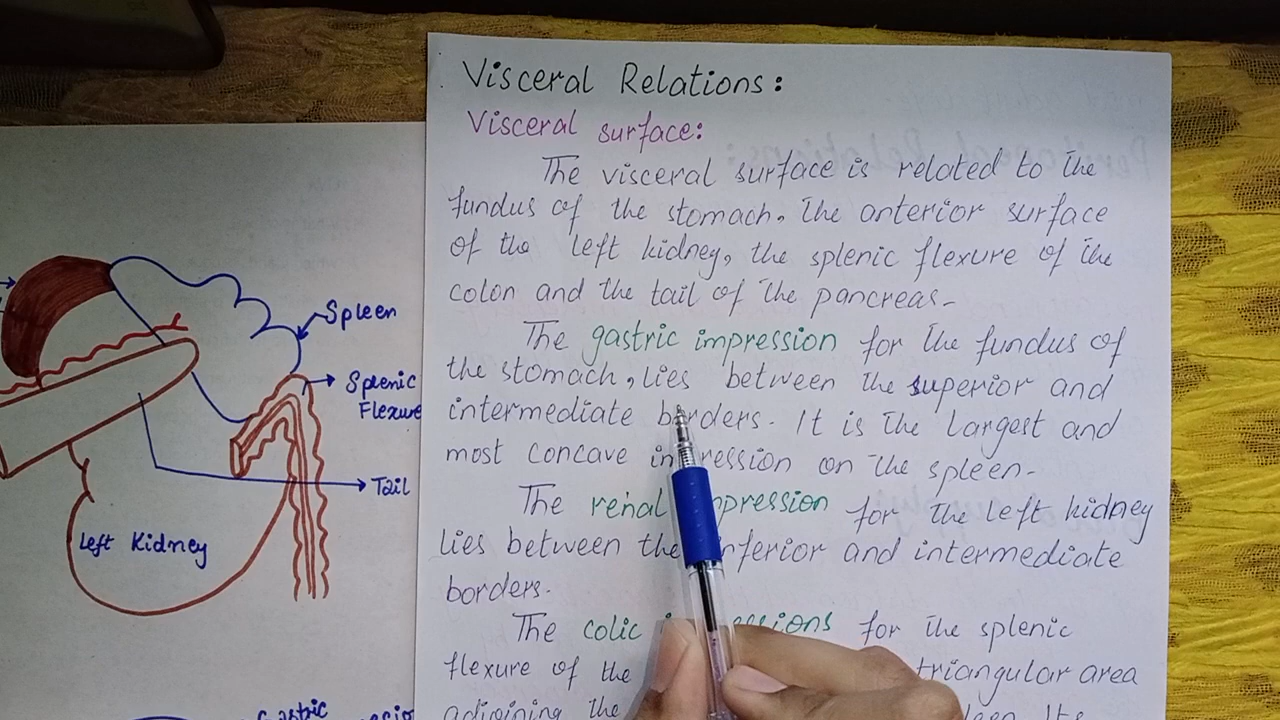 Visceral Relations:
Visceral surface:
The visceral surface is related to the
fundus of the stomach. The anterior surface
of the left kidney, the splenic flexure of the
colon and the tail of the pancreas.
The gastric impression for the fundus of
the stomach, lies between the superior and
intermediate borders. It is the largest and
most concave impression on the spleen.
The renal impression for the left kidney
lies between the inferior and intermediate
borders.
The colic for the splenic
flexure of the triangular area
adjoining the
Spleen
Splenic
Flexure
Tail
Left Kidney
Gastric